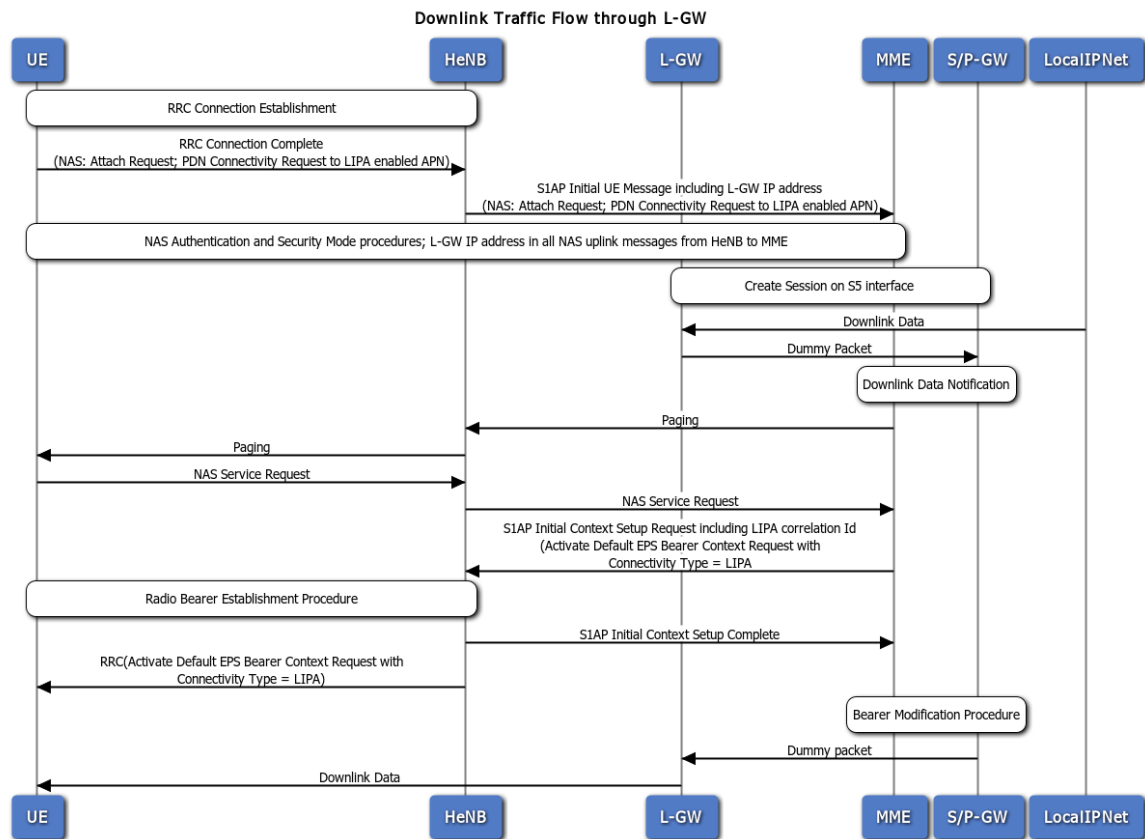 Downlink Traffic Flow through L-GW
UE
HeNB
L-GW
MME
S/P-GW
LocalIPNet
RRC Connection Establishment
RRC Connection Complete
(NAS: Attach Request; PDN Connectivity Request to LIPA enabled APN)
S1AP Initial UE Message including L-GW IP address
(NAS: Attach Request; PDN Connectivity Request to LIPA enabled APN)
NAS Authentication and Security Mode procedures; L-GW IP address in all NAS uplink messages from HeNB to MME
Create Session on S5 interface
Downlink Data
Dummy Packet
Downlink Data Notification
Paging
Paging
NAS Service Request
NAS Service Request
S1AP Initial Context Setup Request including LIPA correlation Id
(Activate Default EPS Bearer Context Request with
Connectivity Type = LIPA
Radio Bearer Establishment Procedure
S1AP Initial Context Setup Complete
RRC(Activate Default EPS Bearer Context Request with
Connectivity Type = LIPA)
Bearer Modification Procedure
Dummy packet
Downlink Data
UE
HeNB
L-GW
MME
S/P-GW
LocalIPNet